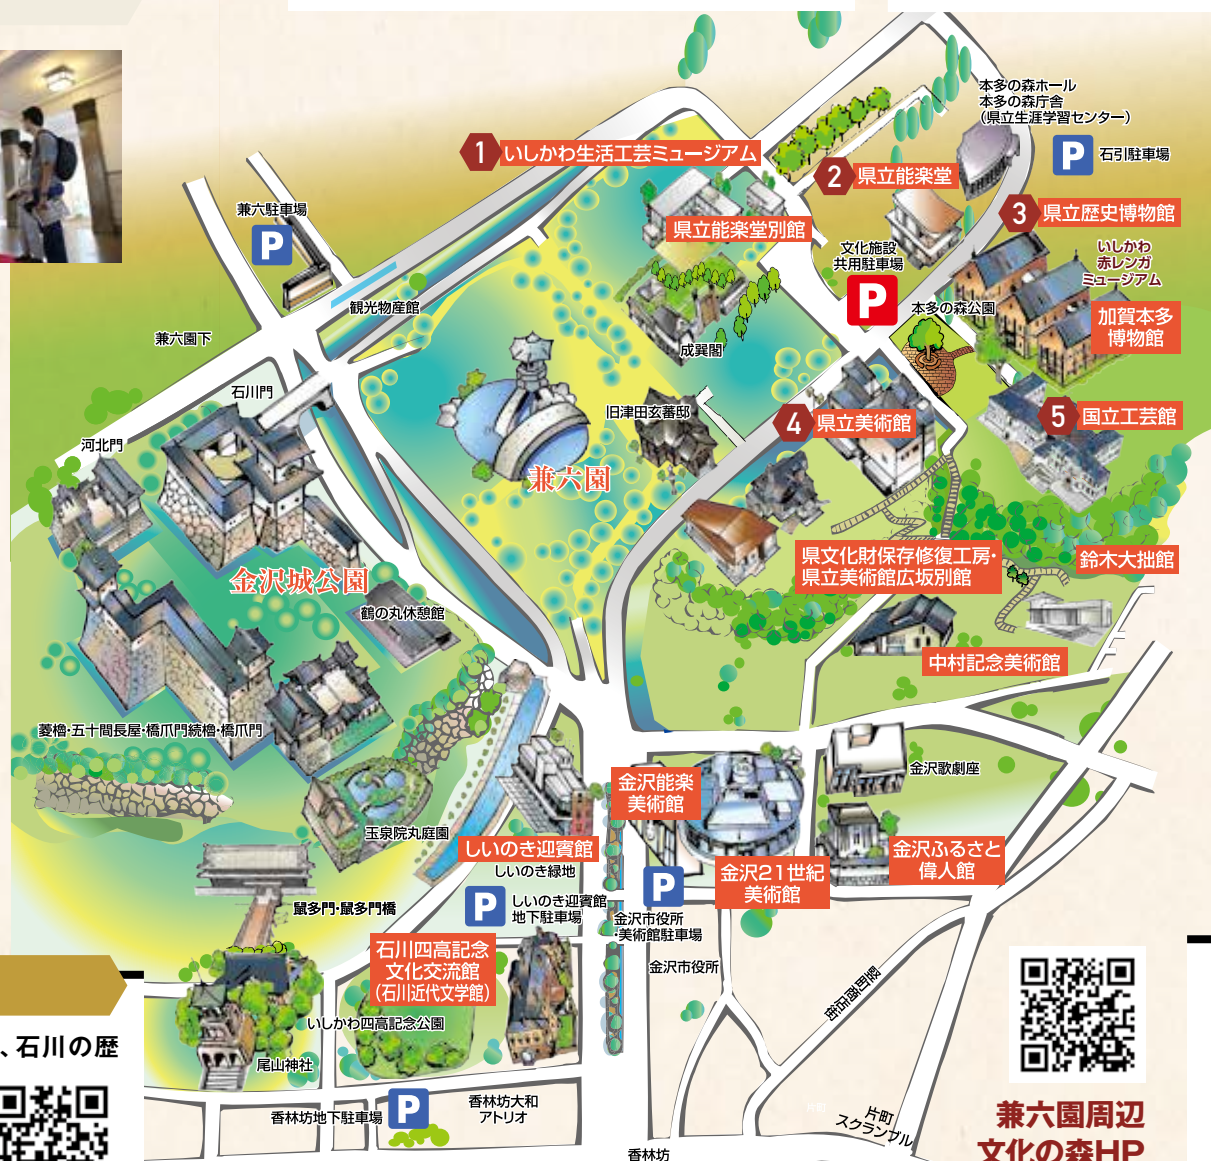 本多の森ホール
本多の森庁舎
（県立生涯学習センター）
P
石引駐車場
1
いしかわ生活工芸ミュージアム
2
県立能楽堂
3
県立歴史博物館
いしかわ
赤レンガ
ミュージアム
兼六駐車場
P
県立能楽堂別館
文化施設
共用駐車場
P
加賀本多
博物館
観光物産館
本多の森公園
兼六園下
成巽閣
石川門
旧津田玄蕃邸
4
県立美術館
5
国立工芸館
河北門
兼六園
県文化財保存修復工房・
県立美術館広坂別館
鈴木大拙館
金沢城公園
鶴の丸休憩館
中村記念美術館
菱櫓・五十間長屋・橋爪門続櫓・橋爪門
金沢歌劇座
金沢能楽
美術館
玉泉院丸庭園
しいのき迎賓館
しいのき緑地
金沢21世紀
美術館
金沢ふるさと
偉人館
P
しいのき迎賓館
地下駐車場
P
金沢市役所
・美術館駐車場
鼠多門・鼠多門橋
石川四高記念
文化交流館
（石川近代文学館）
金沢市役所
竪町商店街
いしかわ四高記念公園
尾山神社
、石川の歴
香林坊地下駐車場
P
香林坊大和
アトリオ
片町
片町
スクランブル
香林坊
兼六園周辺
文化の森HP